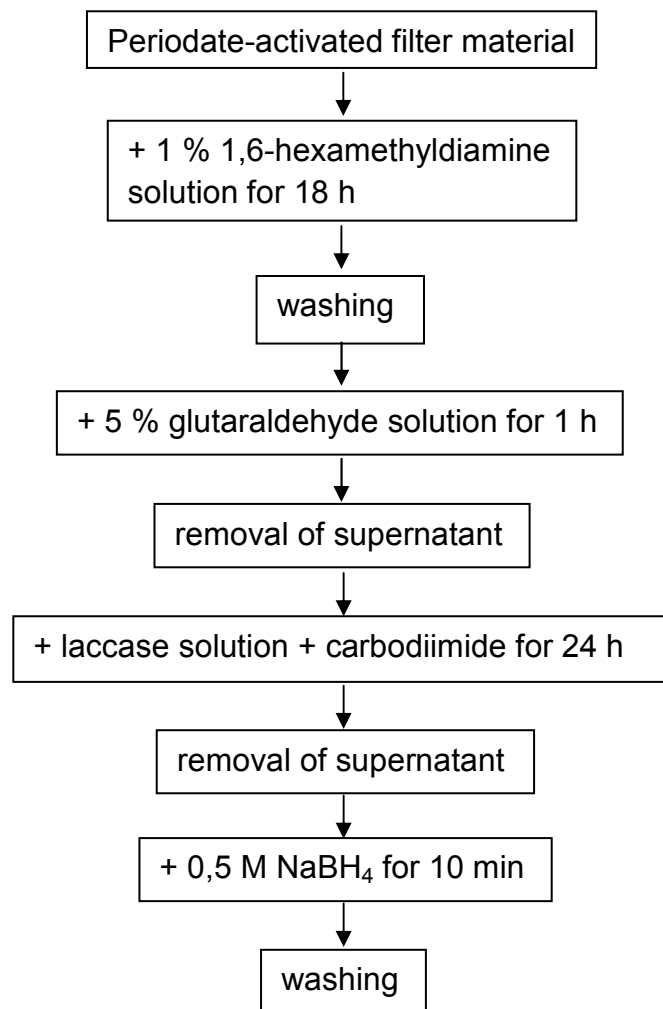 Periodate-activated filter material
+ 1 % 1,6-hexamethyldiamine
solution for 18 h
washing
+ 5 % glutaraldehyde solution for 1 h
removal of supernatant
+ laccase solution + carbodiimide for 24 h
removal of supernatant
+ 0,5 M NaBH₄ for 10 min
washing